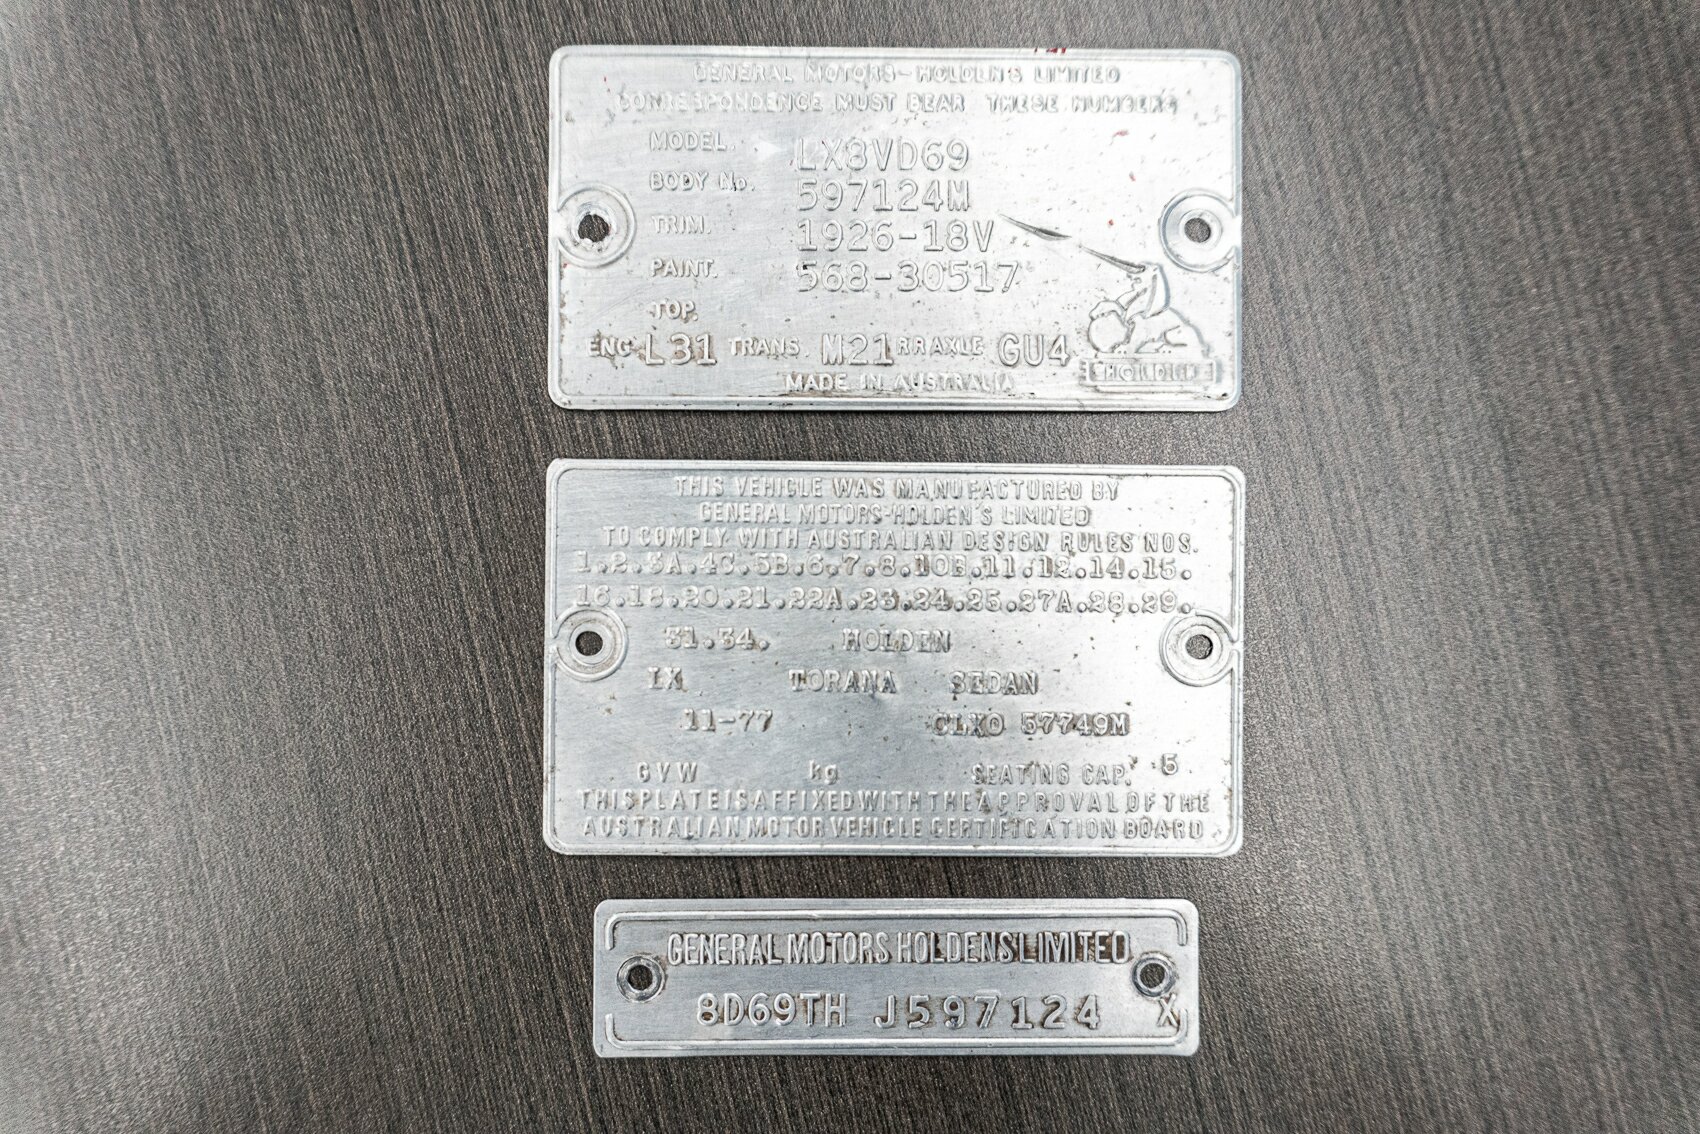 GENERAL MOTORS-HOLDEN'S LIMITED
CORRESPONDENCE MUST BEAR THESE NUMBERS
MODEL. LX8VD69
BODY No. 597124M
TRIM. 1926-18V
PAINT. 568-30517
TOP.
ENG L31 TRANS. M21 RR AXLE GU4
HOLDEN
MADE IN AUSTRALIA
THIS VEHICLE WAS MANUFACTURED BY
GENERAL MOTORS-HOLDEN'S LIMITED
TO COMPLY WITH AUSTRALIAN DESIGN RULES NOS.
1.2.3A.4C.5B.6.7.8.10B.11.12.14.15.
16.18.20.21.22A.23.24.25.27A.28.29.
31.34. HOLDEN
LX TORANA SEDAN
11-77 CLXO 57749M
GVW kg SEATING CAP. 5
THIS PLATE IS AFFIXED WITH THE APPROVAL OF THE
AUSTRALIAN MOTOR VEHICLE CERTIFICATION BOARD
GENERAL MOTORS HOLDENS LIMITED
8D69TH J597124 X